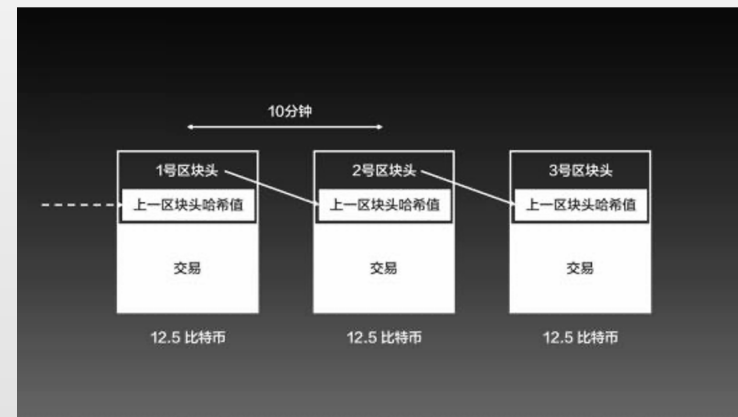 10分钟
1号区块头
2号区块头
3号区块头
上一区块头哈希值
上一区块头哈希值
上一区块头哈希值
交易
交易
交易
12.5 比特币
12.5 比特币
12.5 比特币